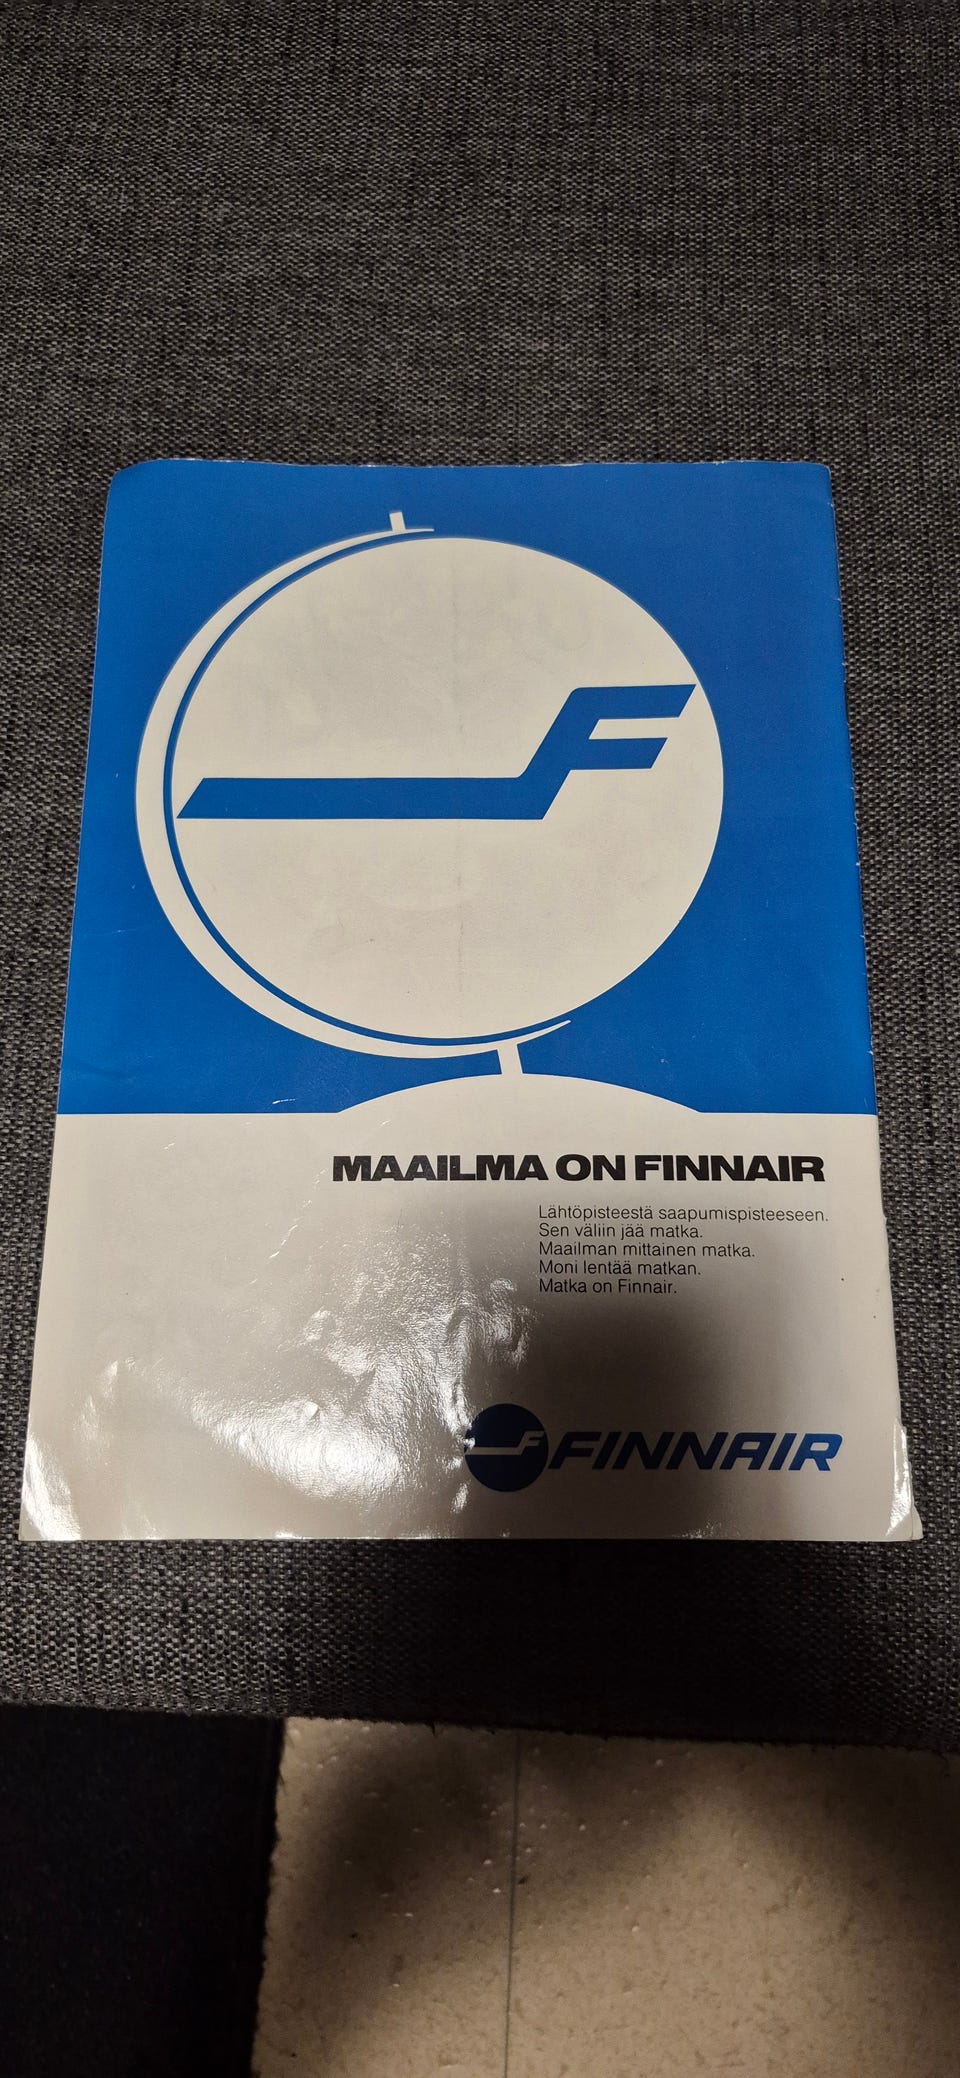 F
MAAILMA ON FINNAIR
Lähtöpisteestä saapumispisteeseen.
Sen väliin jää matka.
Maailman mittainen matka.
Moni lentää matkan.
Matka on Finnair.
F FINNAIR